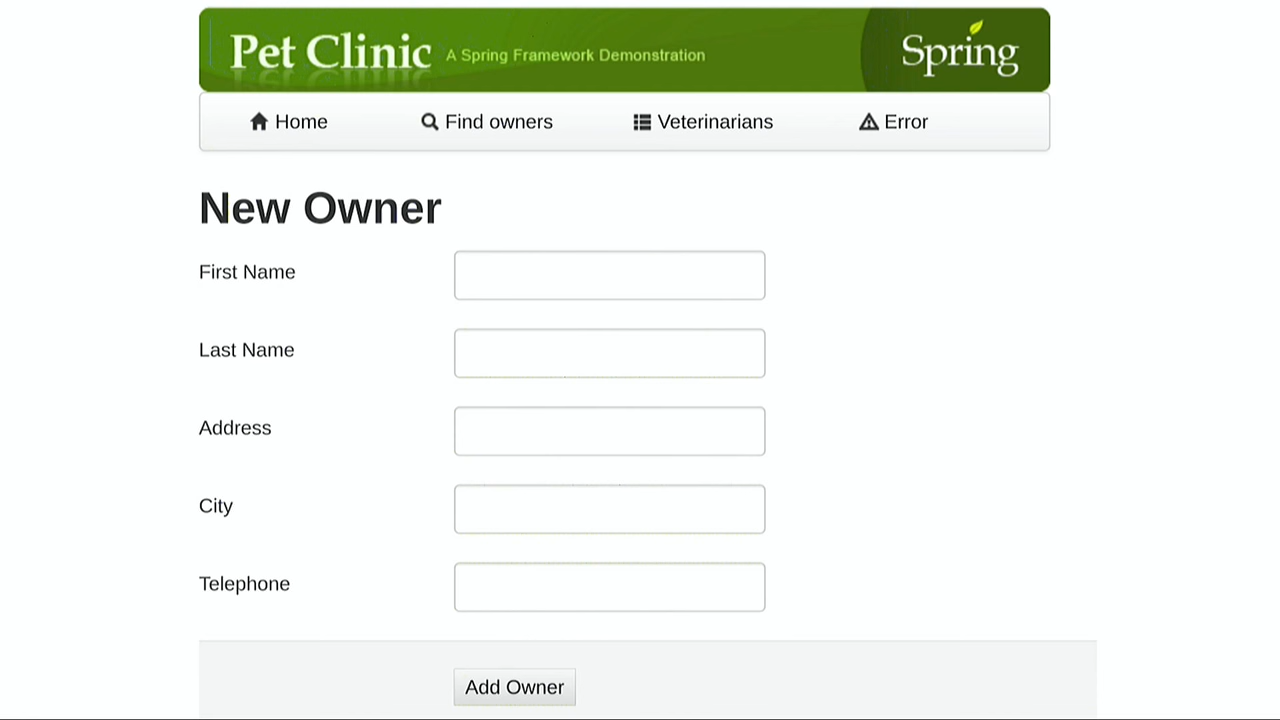 Pet Clinic A Spring Framework Demonstration Spring
Home Find owners Veterinarians Error
New Owner
First Name
Last Name
Address
City
Telephone
Add Owner